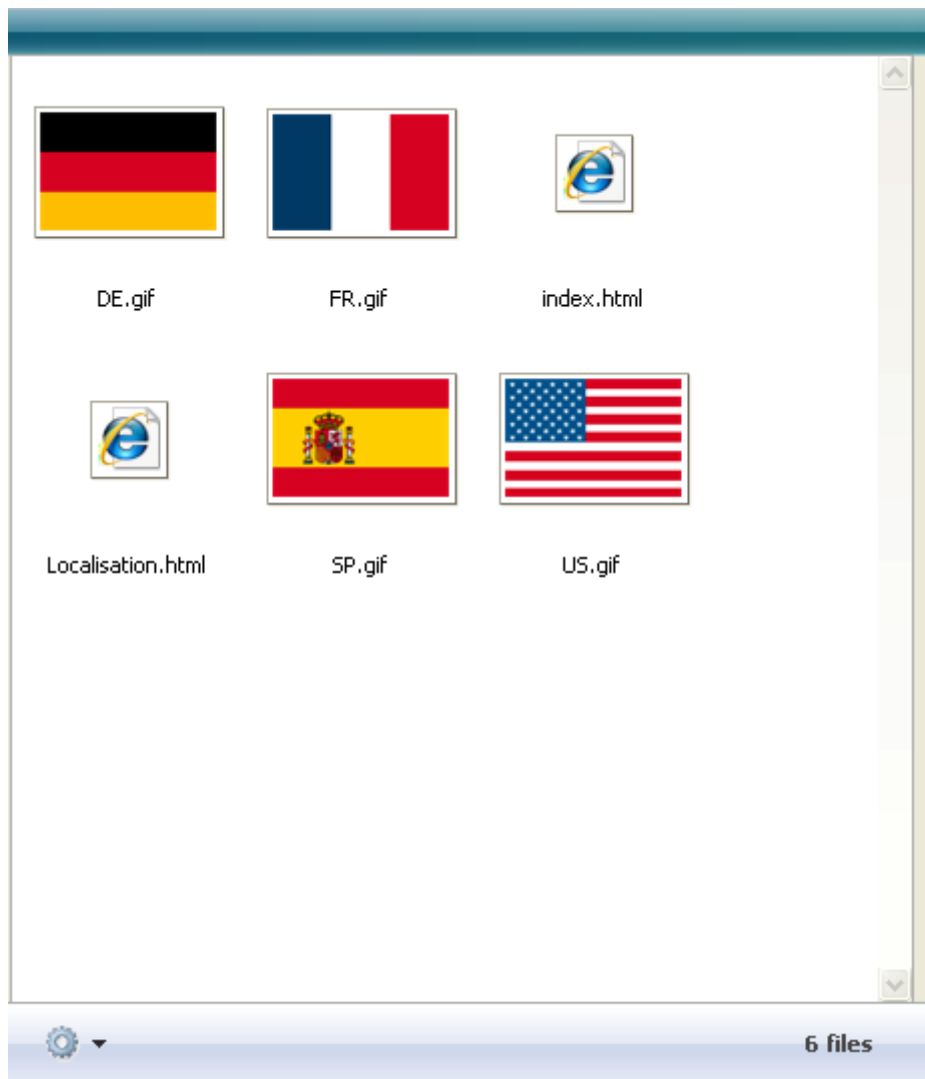 DE.gif
FR.gif
index.html
Localisation.html
SP.gif
US.gif
6 files